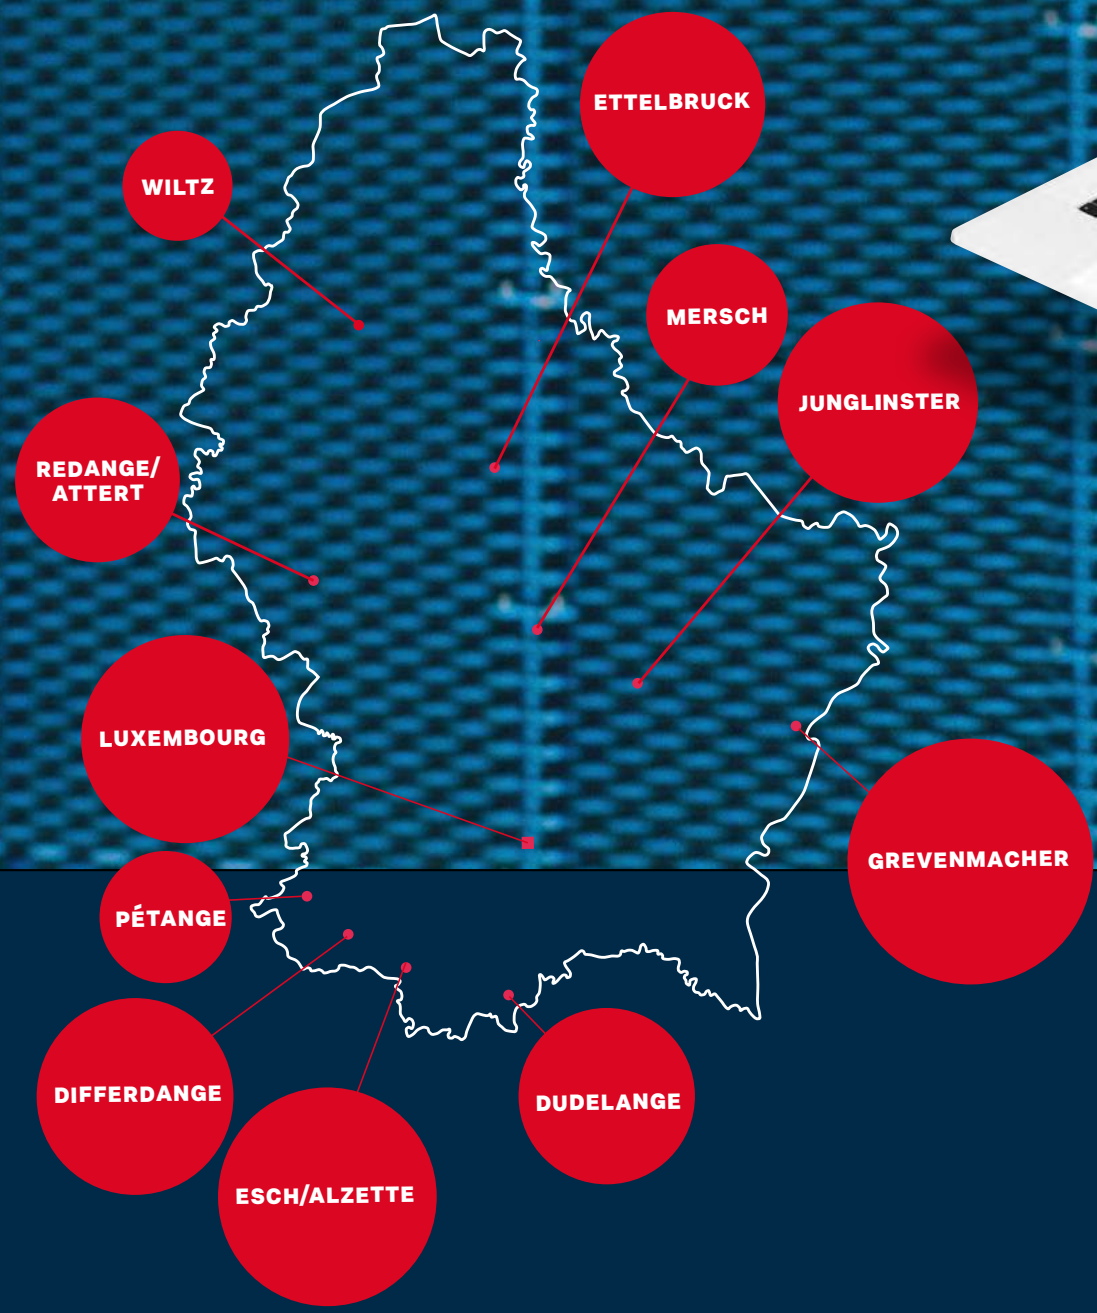 ETTELBRUCK
WILTZ
MERSCH
JUNGLINSTER
REDANGE/
ATTERT
LUXEMBOURG
GREVENMACHER
PÉTANGE
DIFFERDANGE
DUDELANGE
ESCH/ALZETTE